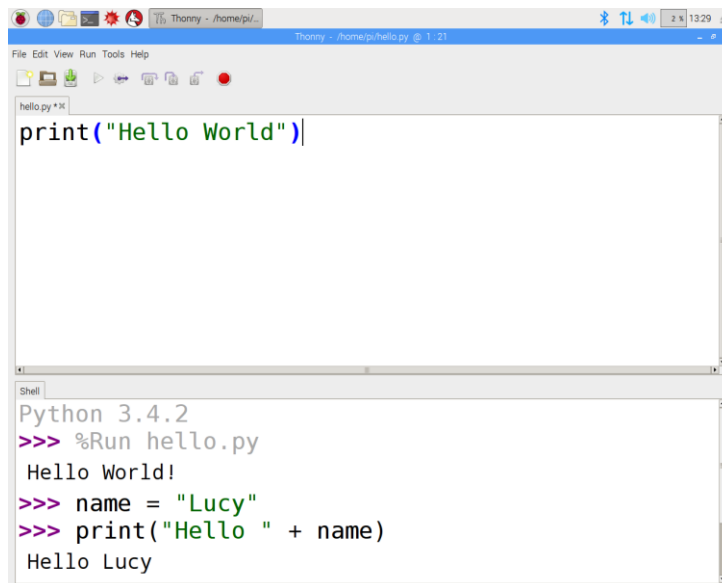 Thonny - /home/pi/...
2 % 13:29
Thonny - /home/pi/hello.py @ 1:21
File Edit View Run Tools Help
hello.py *
print("Hello World")
Shell
Python 3.4.2
>>> %Run hello.py
Hello World!
>>> name = "Lucy"
>>> print("Hello " + name)
Hello Lucy